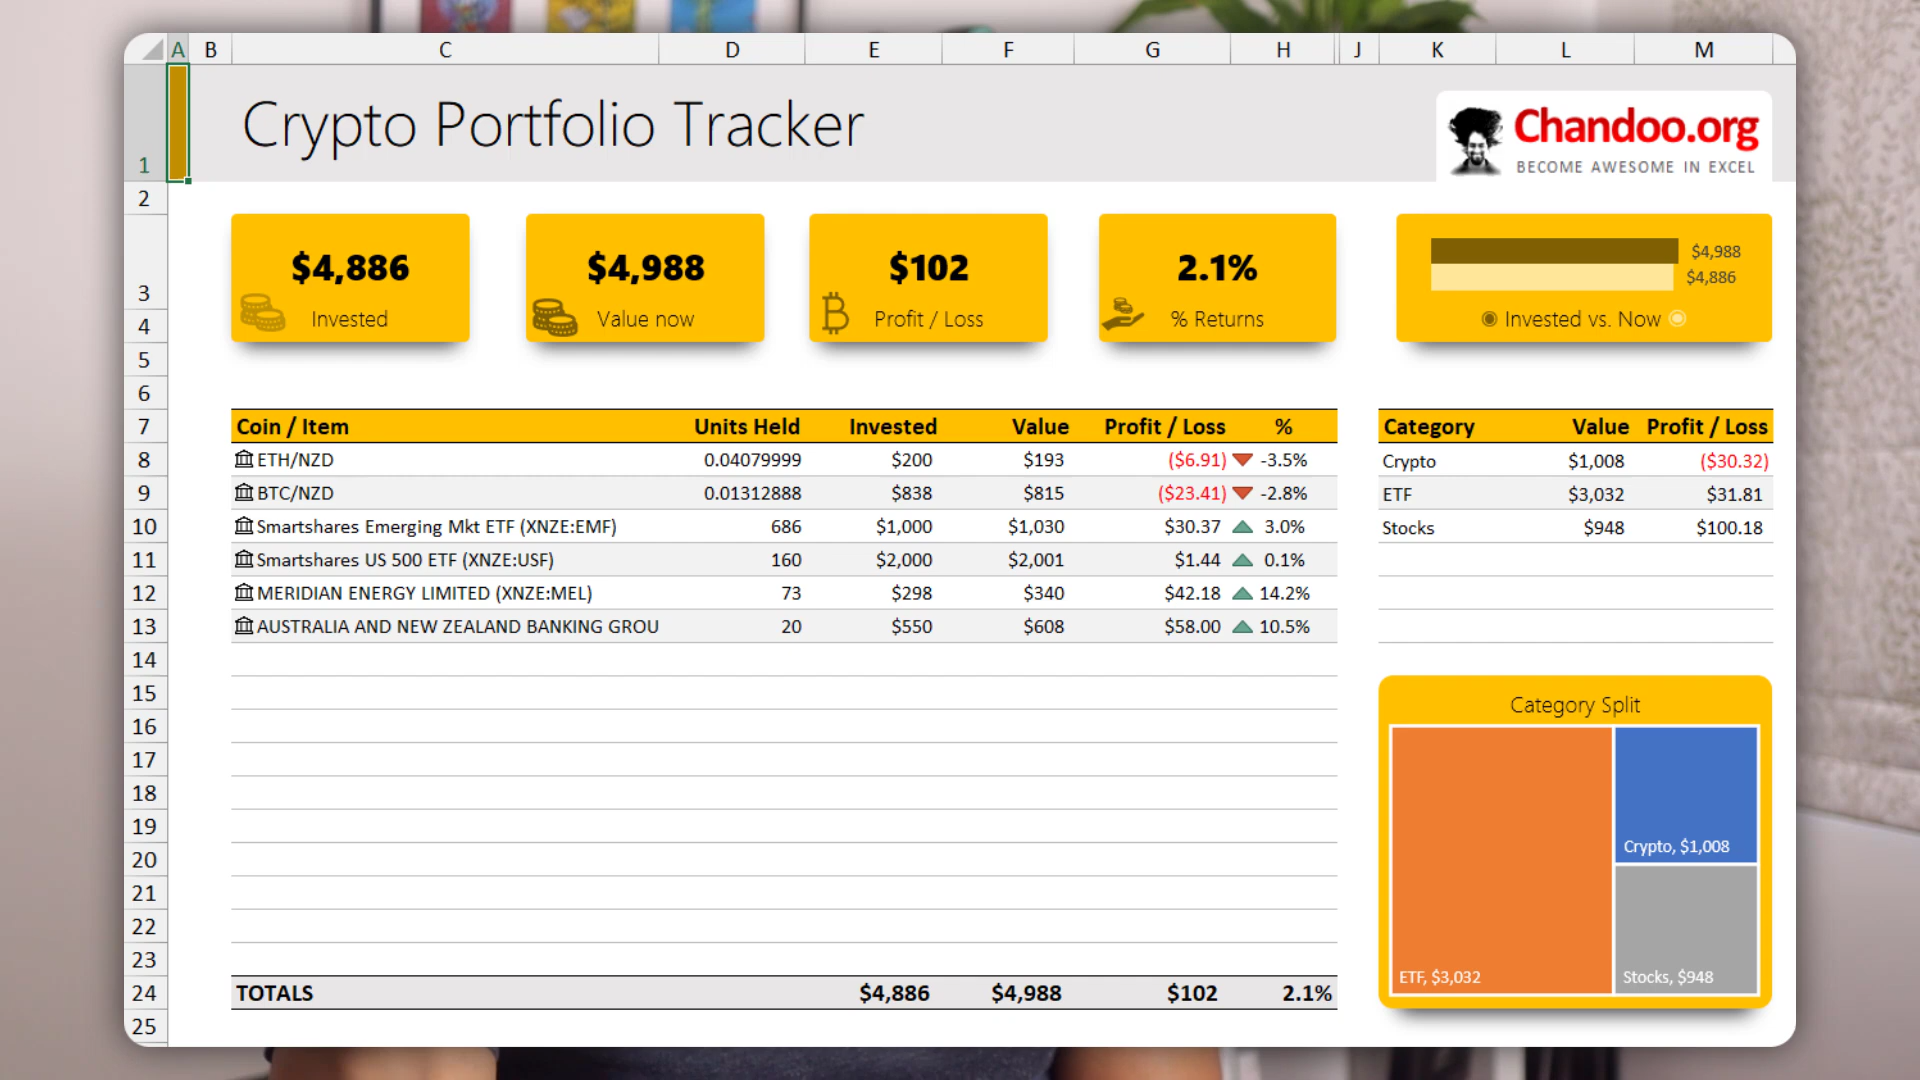 A B C D E F G H J K L M
1 Crypto Portfolio Tracker
Chandoo.org
BECOME AWESOME IN EXCEL
2
3
4
5
6
$4,886
Invested
$4,988
Value now
$102
Profit / Loss
2.1%
% Returns
$4,988
$4,886
Invested vs. Now
7 Coin / Item Units Held Invested Value Profit / Loss %
8 ETH/NZD 0.04079999 $200 $193 ($6.91) -3.5%
9 BTC/NZD 0.01312888 $838 $815 ($23.41) -2.8%
10 Smartshares Emerging Mkt ETF (XNZE:EMF) 686 $1,000 $1,030 $30.37 3.0%
11 Smartshares US 500 ETF (XNZE:USF) 160 $2,000 $2,001 $1.44 0.1%
12 MERIDIAN ENERGY LIMITED (XNZE:MEL) 73 $298 $340 $42.18 14.2%
13 AUSTRALIA AND NEW ZEALAND BANKING GROU 20 $550 $608 $58.00 10.5%
14
15
16
17
18
19
20
21
22
23
24 TOTALS $4,886 $4,988 $102 2.1%
25
Category Value Profit / Loss
Crypto $1,008 ($30.32)
ETF $3,032 $31.81
Stocks $948 $100.18
Category Split
Crypto, $1,008
ETF, $3,032
Stocks, $948